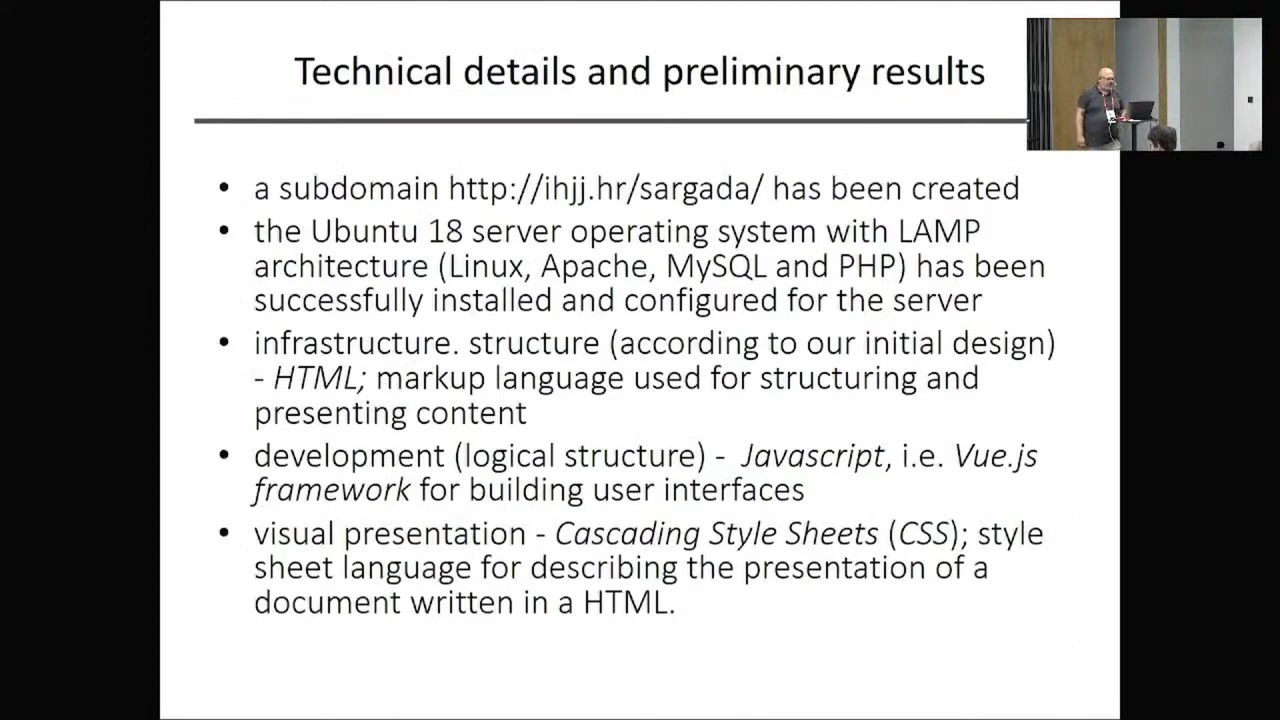 Technical details and preliminary results
• a subdomain http://ihjj.hr/sargada/ has been created
• the Ubuntu 18 server operating system with LAMP
architecture (Linux, Apache, MySQL and PHP) has been
successfully installed and configured for the server
• infrastructure. structure (according to our initial design)
- HTML; markup language used for structuring and
presenting content
• development (logical structure) - Javascript, i.e. Vue.js
framework for building user interfaces
• visual presentation - Cascading Style Sheets (CSS); style
sheet language for describing the presentation of a
document written in a HTML.